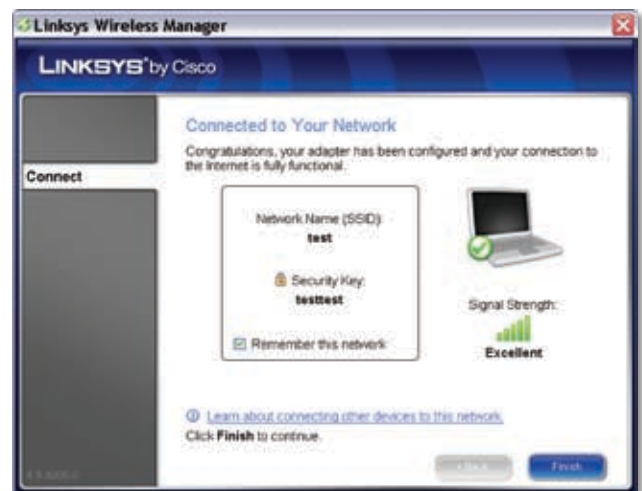 Linksys Wireless Manager
LINKSYS® by Cisco
Connect
Connected to Your Network
Congratulations, your adapter has been configured and your connection to
the Internet is fully functional.
Network Name (SSID):
test
Security Key:
testtest
Remember this network
Signal Strength:
Excellent
Learn about connecting other devices to this network.
Click Finish to continue.
Finish